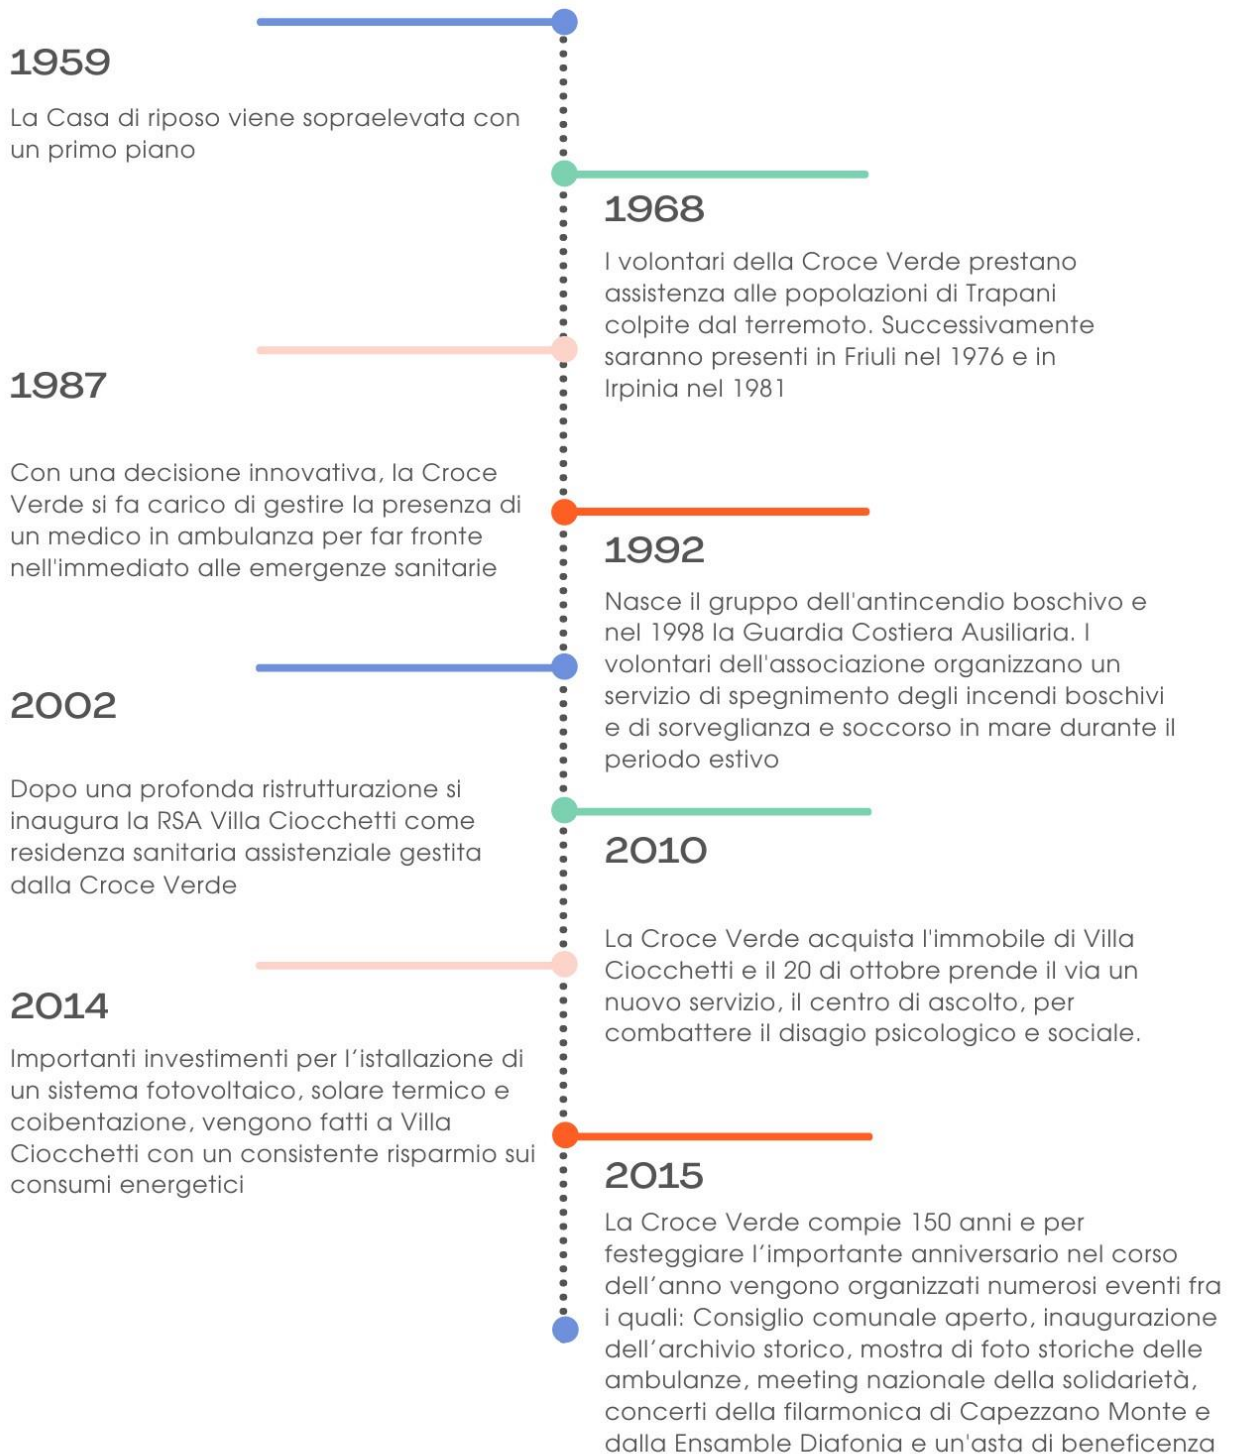 1959
La Casa di riposo viene sopraelevata con
un primo piano
1968
I volontari della Croce Verde prestano
assistenza alle popolazioni di Trapani
colpite dal terremoto. Successivamente
saranno presenti in Friuli nel 1976 e in
Irpinia nel 1981
1987
Con una decisione innovativa, la Croce
Verde si fa carico di gestire la presenza di
un medico in ambulanza per far fronte
nell'immediato alle emergenze sanitarie
1992
Nasce il gruppo dell'antincendio boschivo e
nel 1998 la Guardia Costiera Ausiliaria. I
volontari dell'associazione organizzano un
servizio di spegnimento degli incendi boschivi
e di sorveglianza e soccorso in mare durante il
periodo estivo
2002
Dopo una profonda ristrutturazione si
inaugura la RSA Villa Ciocchetti come
residenza sanitaria assistenziale gestita
dalla Croce Verde
2010
La Croce Verde acquista l'immobile di Villa
Ciocchetti e il 20 di ottobre prende il via un
nuovo servizio, il centro di ascolto, per
combattere il disagio psicologico e sociale.
2014
Importanti investimenti per l’istallazione di
un sistema fotovoltaico, solare termico e
coibentazione, vengono fatti a Villa
Ciocchetti con un consistente risparmio sui
consumi energetici
2015
La Croce Verde compie 150 anni e per
festeggiare l’importante anniversario nel corso
dell’anno vengono organizzati numerosi eventi fra
i quali: Consiglio comunale aperto, inaugurazione
dell’archivio storico, mostra di foto storiche delle
ambulanze, meeting nazionale della solidarietà,
concerti della filarmonica di Capezzano Monte e
dalla Ensamble Diafonia e un'asta di beneficenza